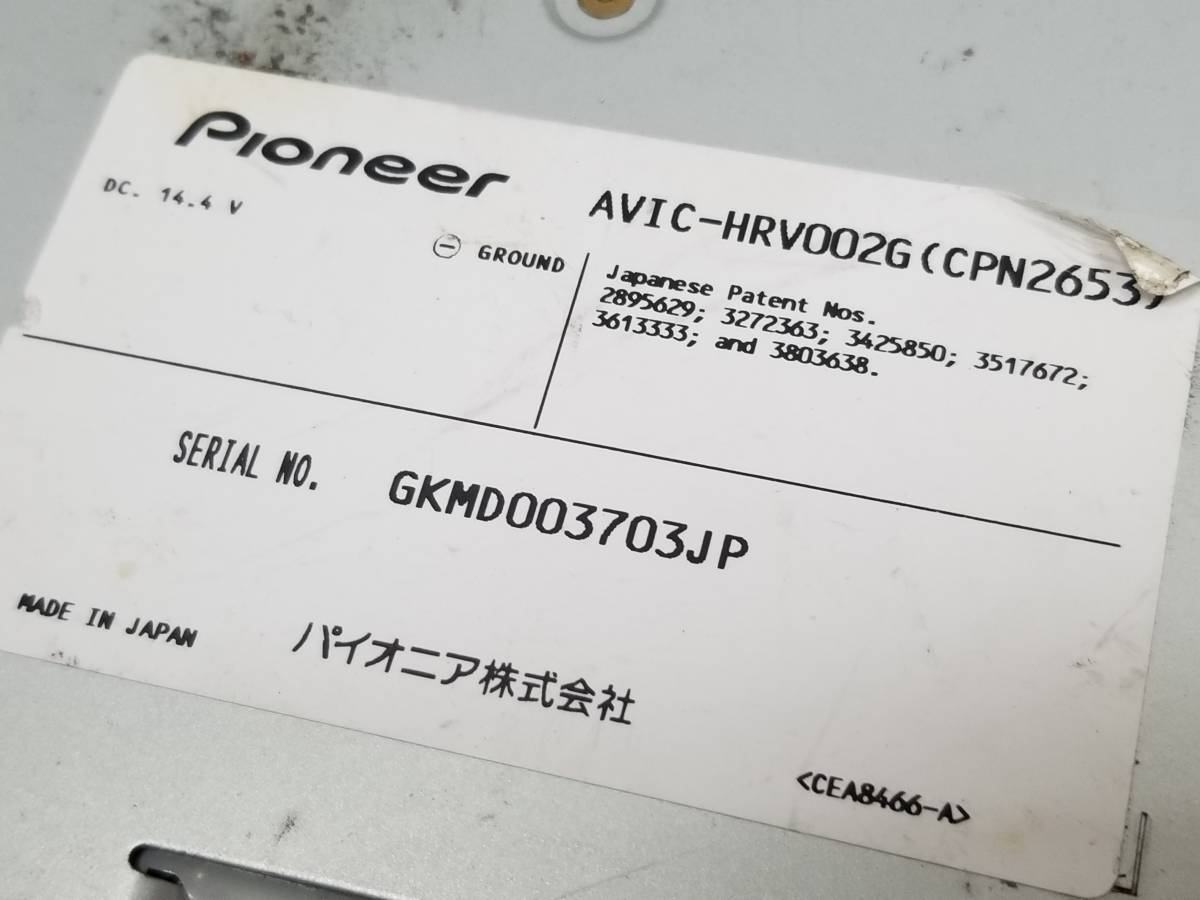 Pioneer
DC. 14.4 V
⊖ GROUND
AVIC-HRV002G(CPN2653)
Japanese Patent Nos.
2895629; 3272363; 3425850; 3517672;
3613333; and 3803638.
SERIAL NO. GKMD003703JP
MADE IN JAPAN パイオニア株式会社
<CEA8466-A>